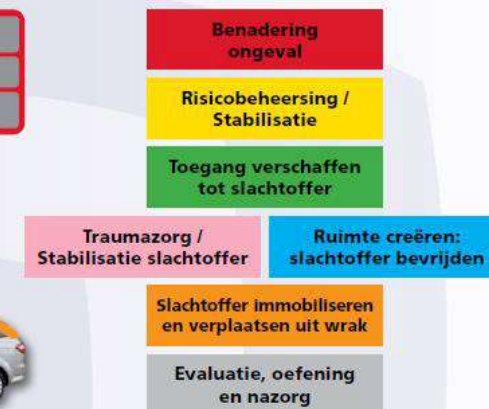 Benadering
ongeval
Risicobeheersing /
Stabilisatie
Toegang verschaffen
tot slachtoffer
Traumazorg /
Stabilisatie slachtoffer
Ruimte creëren:
slachtoffer bevrijden
Slachtoffer immobiliseren
en verplaatsen uit wrak
Evaluatie, oefening
en nazorg